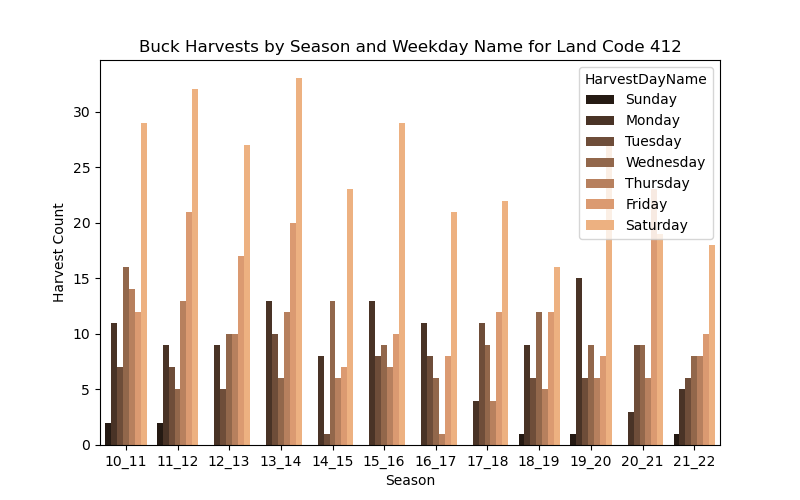 Buck Harvests by Season and Weekday Name for Land Code 412
HarvestDayName
Sunday
Monday
Tuesday
Wednesday
Thursday
Friday
Saturday
30
25
20
15
10
5
0
Harvest Count
10_11 11_12 12_13 13_14 14_15 15_16 16_17 17_18 18_19 19_20 20_21 21_22
Season